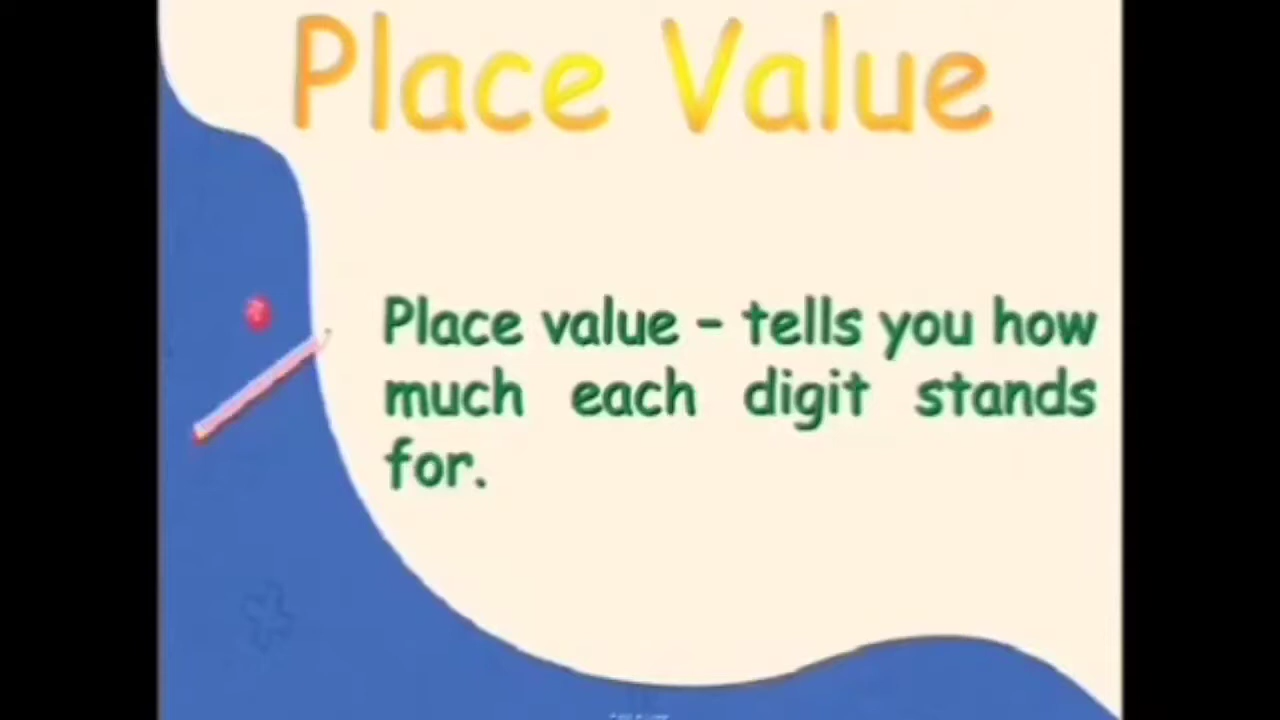 Place Value
Place value – tells you how
much each digit stands
for.